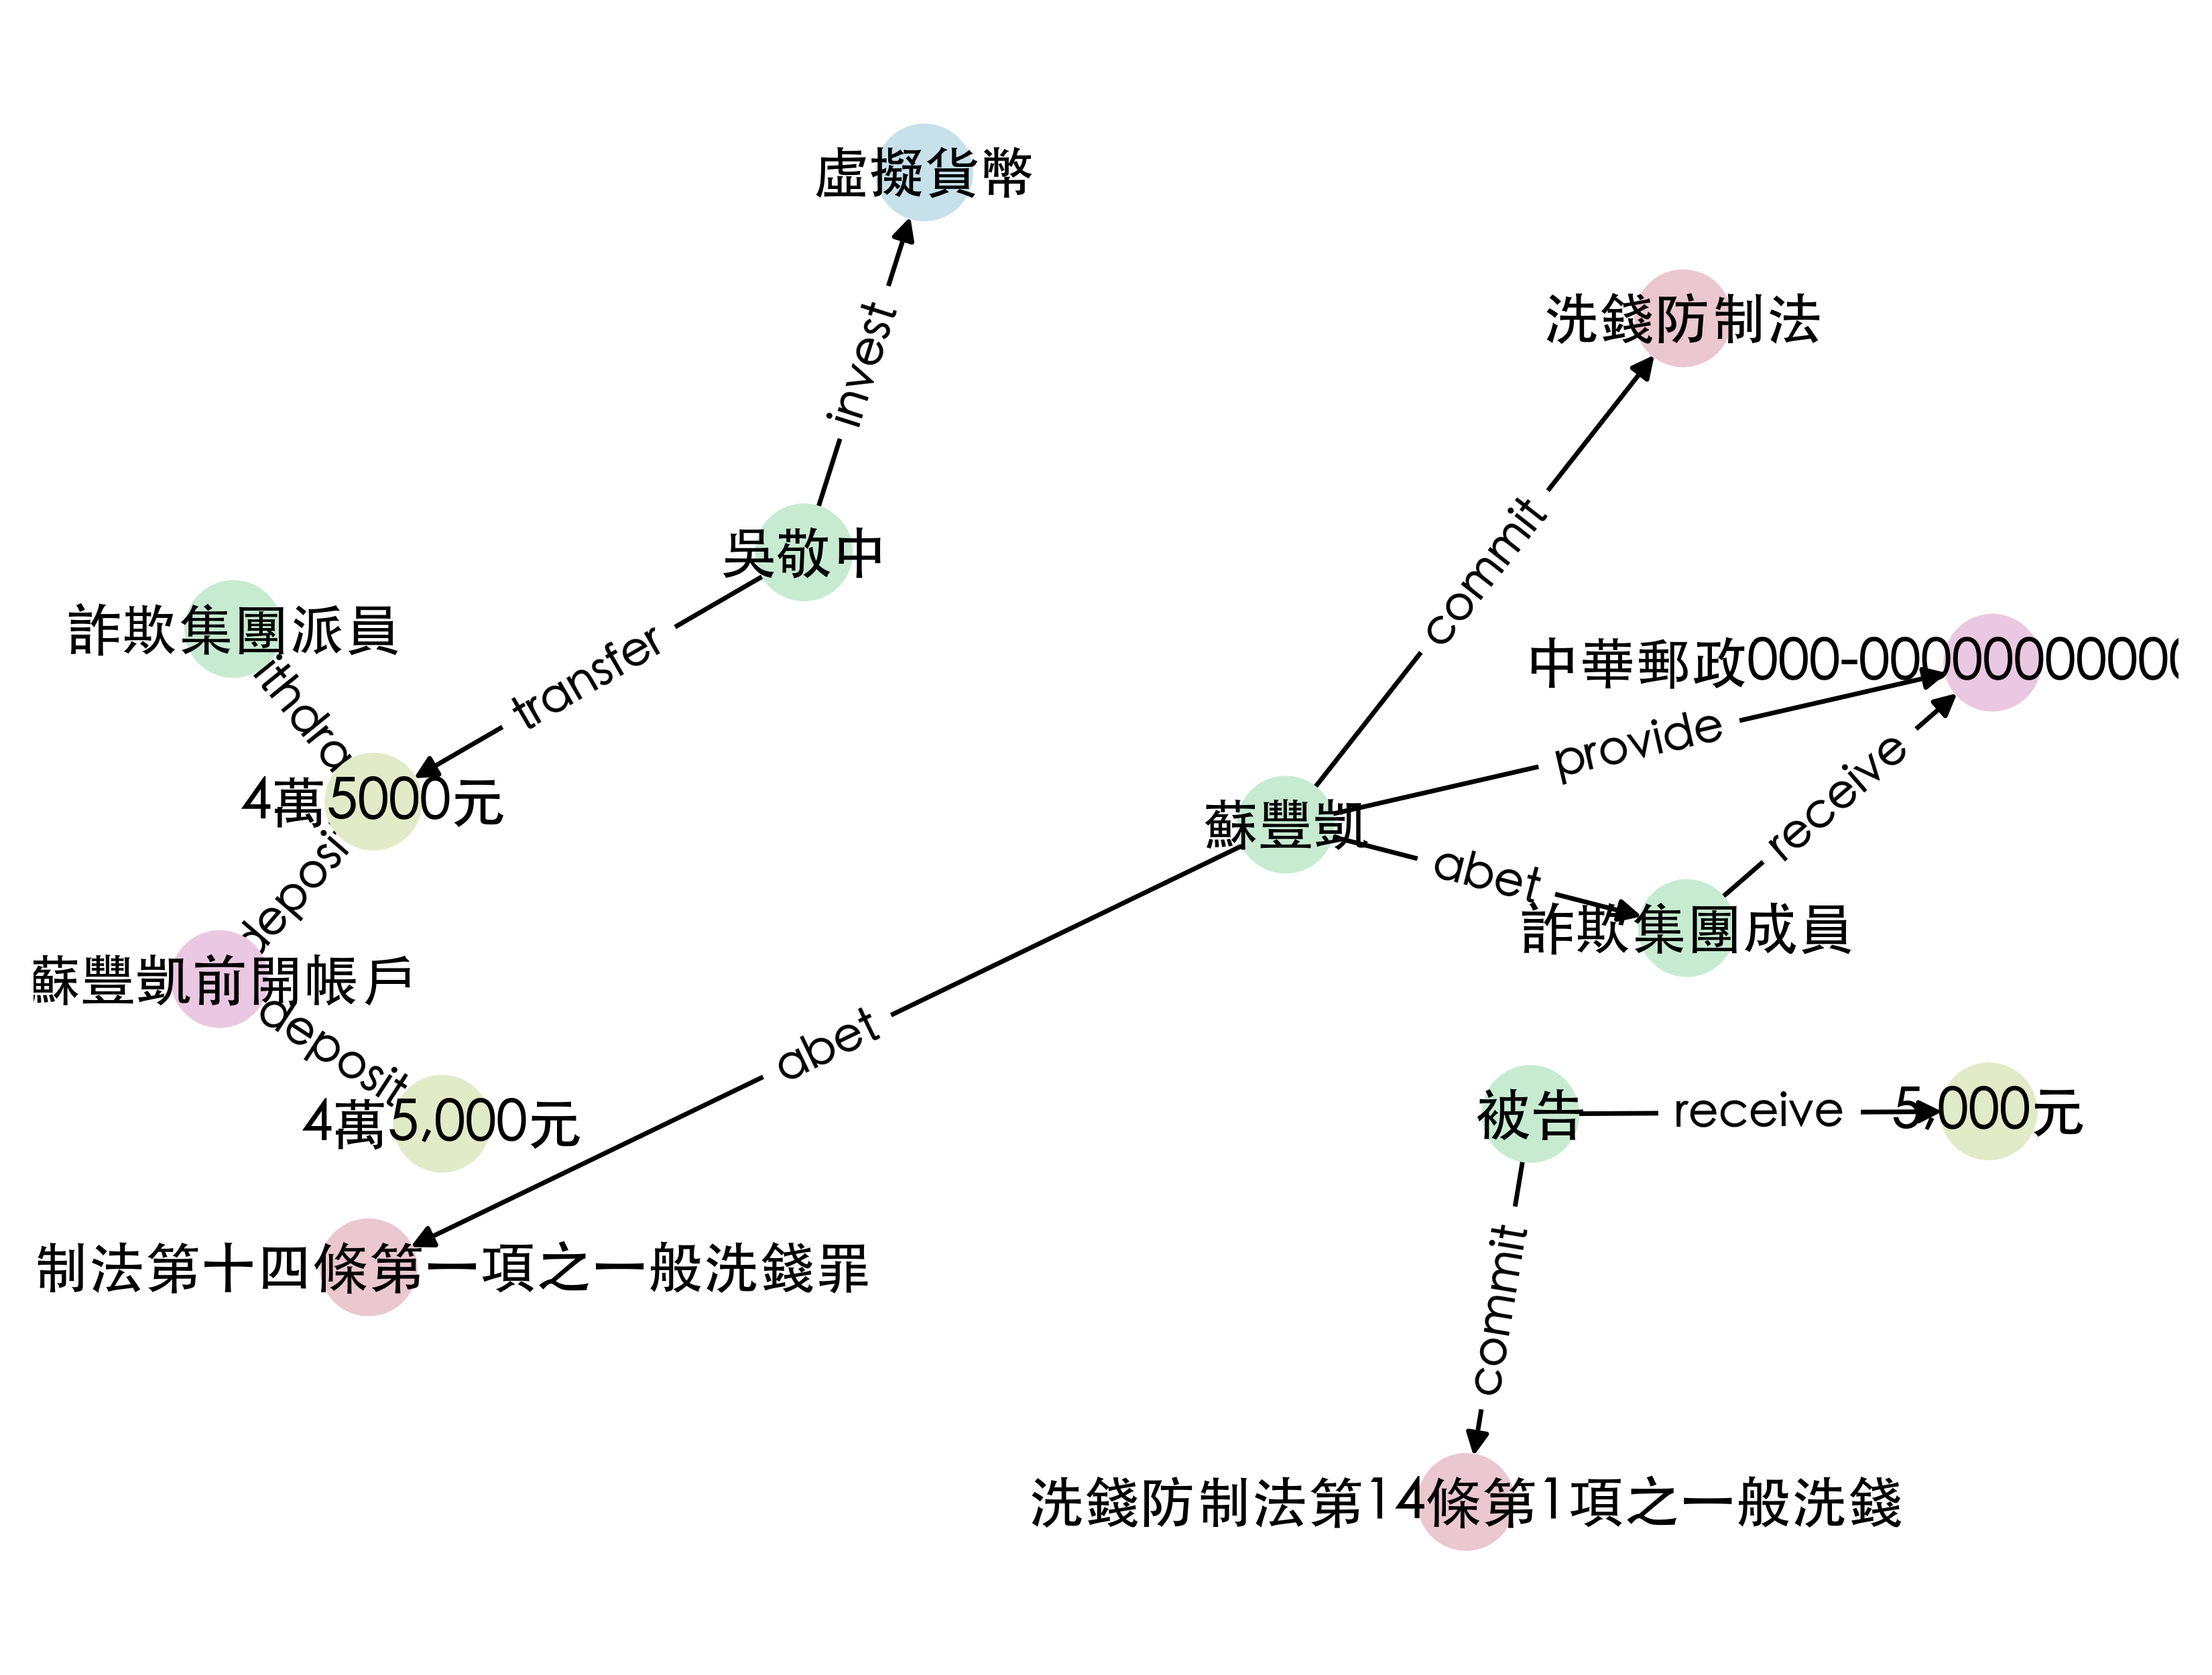 虛擬貨幣
洗錢防制法
invest
commit
吳敬中
詐欺集團派員
中華郵政000-00000000000
transfer
provide
receive
4萬5000元
蘇豐凱
abet
詐欺集團成員
蘇豐凱前開帳戶
deposit
abet
被告
receive
5,000元
4萬5,000元
制法第十四條第一項之一般洗錢罪
commit
洗錢防制法第14條第1項之一般洗錢